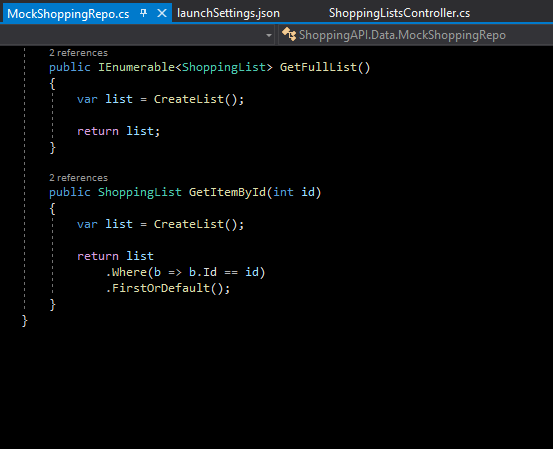 MockShoppingRepo.cs launchSettings.json ShoppingListsController.cs
ShoppingAPI.Data.MockShoppingRepo
2 references
public IEnumerable<ShoppingList> GetFullList()
{
var list = CreateList();
return list;
}
2 references
public ShoppingList GetItemById(int id)
{
var list = CreateList();
return list
.Where(b => b.Id == id)
.FirstOrDefault();
}
}